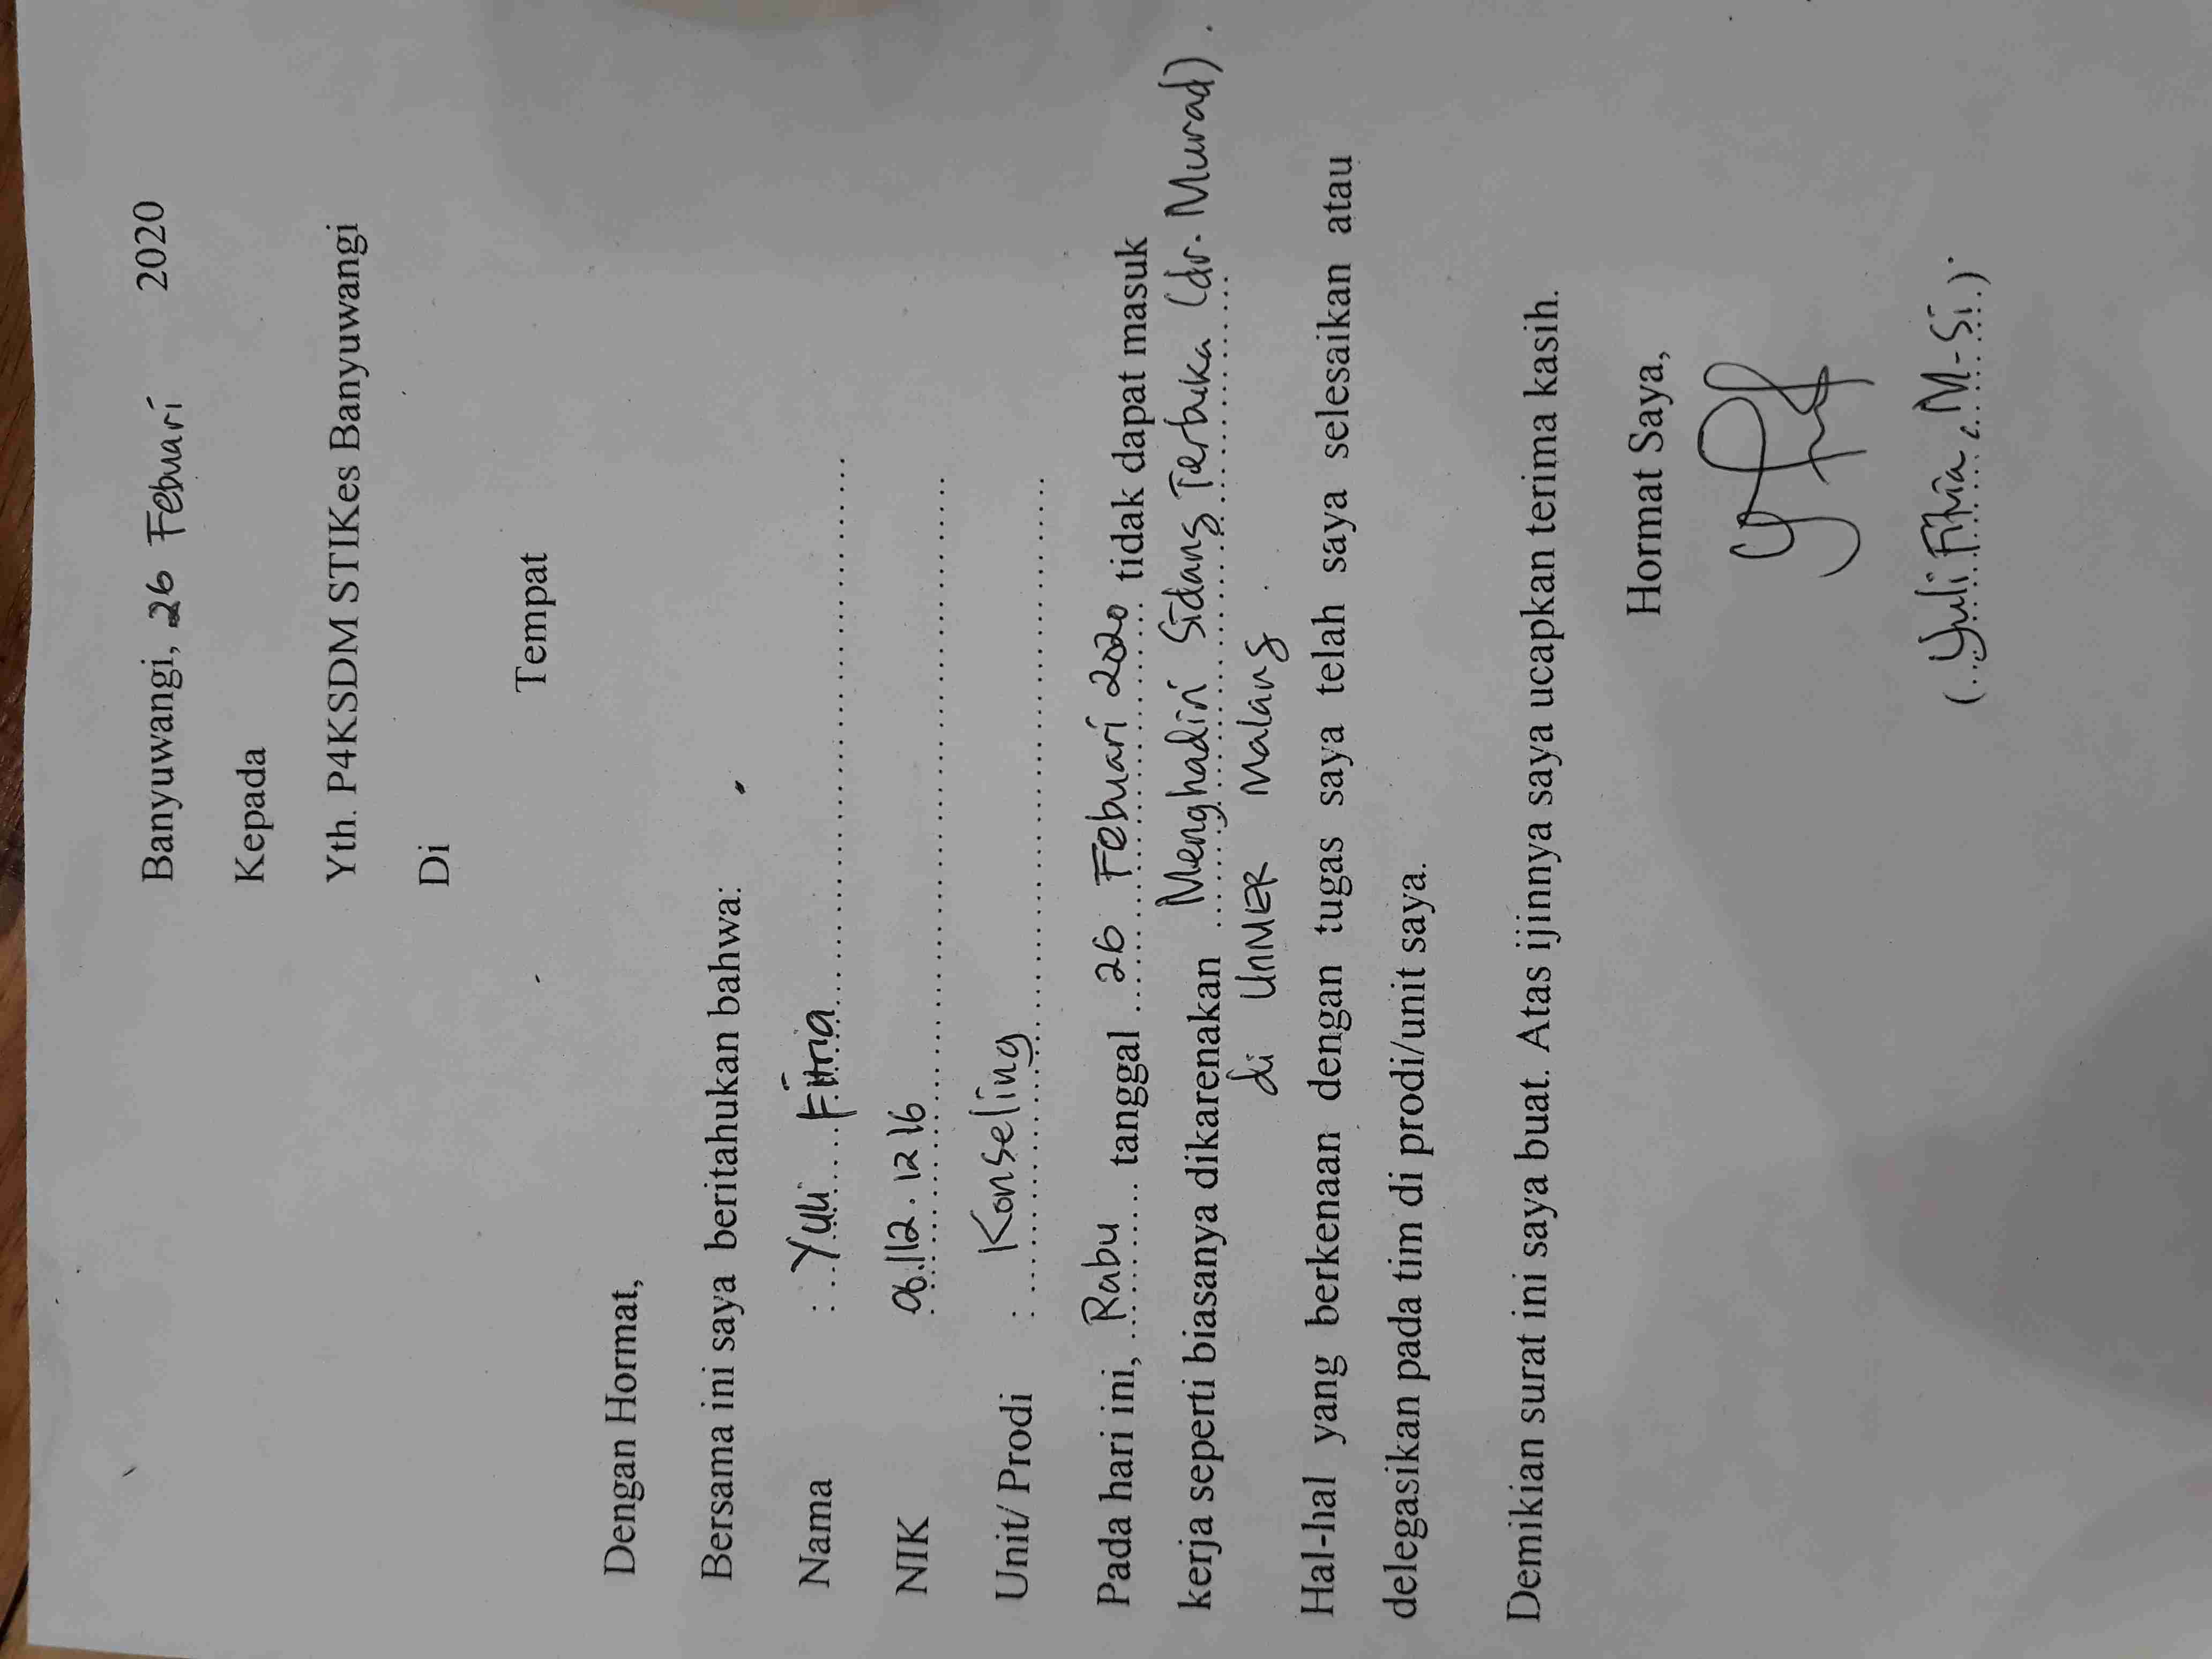 Banyuwangi, 26 Febuari 2020
Kepada
Yth. P4KSDM STIKes Banyuwangi
Di
Tempat
Dengan Hormat,
Bersama ini saya beritahukan bahwa:
Nama : Yuli Fitria
NIK : 06.112.1216
Unit/ Prodi : Konseling
Pada hari ini, Rabu tanggal 26 Febuari 2020 tidak dapat masuk
kerja seperti biasanya dikarenakan Menghadiri Sidang Terbuka (dr. Murad).
di UnMER Malang.
Hal-hal yang berkenaan dengan tugas saya telah saya selesaikan atau
delegasikan pada tim di prodi/unit saya.
Demikian surat ini saya buat. Atas ijinnya saya ucapkan terima kasih.
Hormat Saya,
(Yuli Fitria, M-Si).